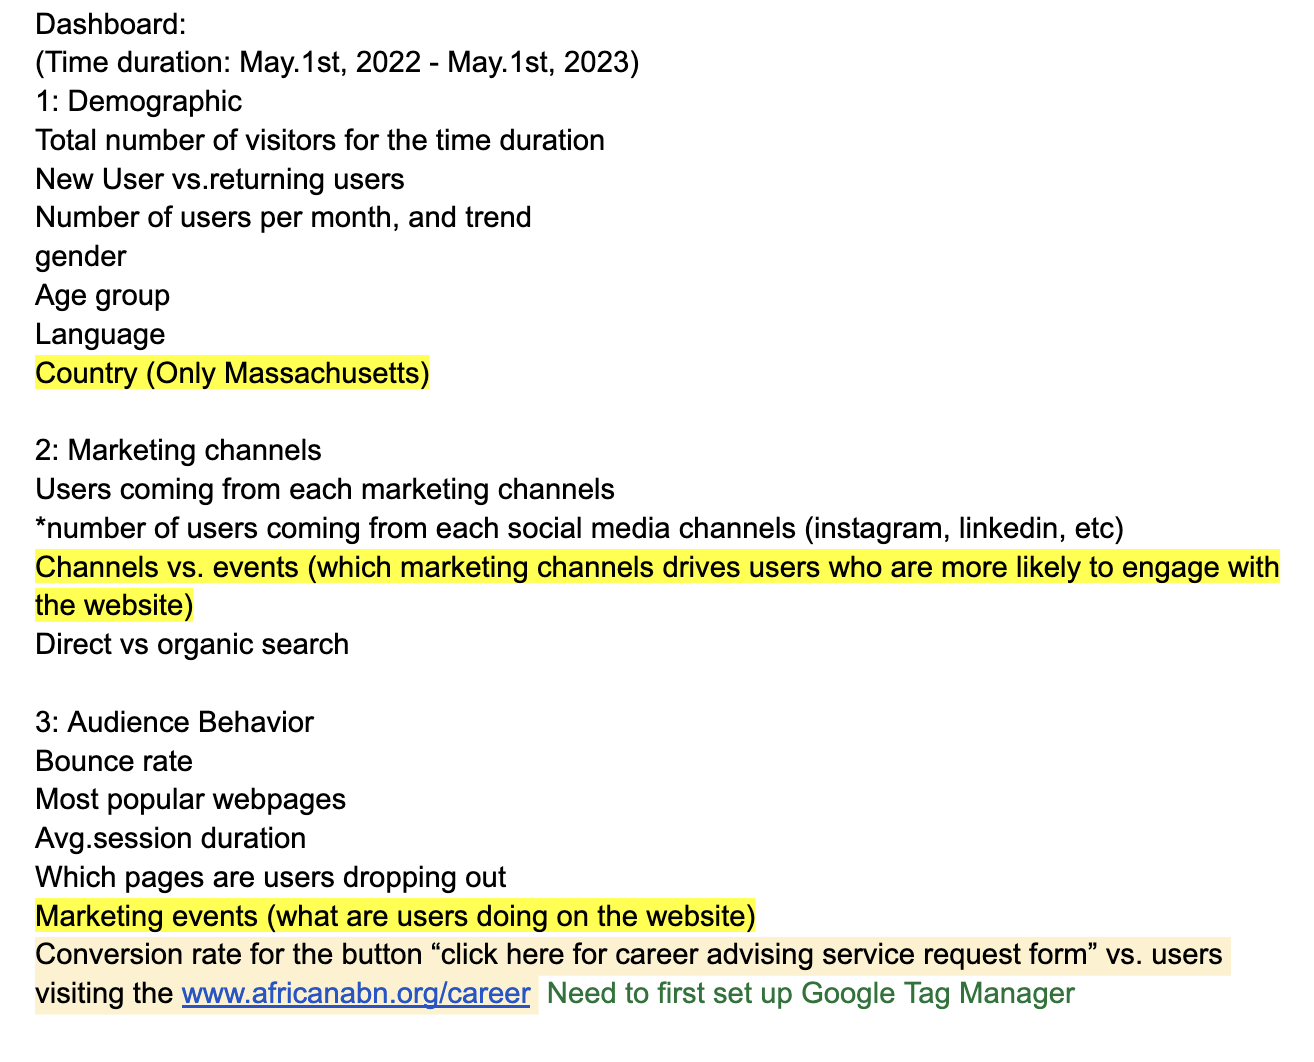 Dashboard:
(Time duration: May.1st, 2022 - May.1st, 2023)
1: Demographic
Total number of visitors for the time duration
New User vs.returning users
Number of users per month, and trend
gender
Age group
Language
Country (Only Massachusetts)
2: Marketing channels
Users coming from each marketing channels
*number of users coming from each social media channels (instagram, linkedin, etc)
Channels vs. events (which marketing channels drives users who are more likely to engage with
the website)
Direct vs organic search
3: Audience Behavior
Bounce rate
Most popular webpages
Avg.session duration
Which pages are users dropping out
Marketing events (what are users doing on the website)
Conversion rate for the button “click here for career advising service request form” vs. users
visiting the www.africanabn.org/career Need to first set up Google Tag Manager